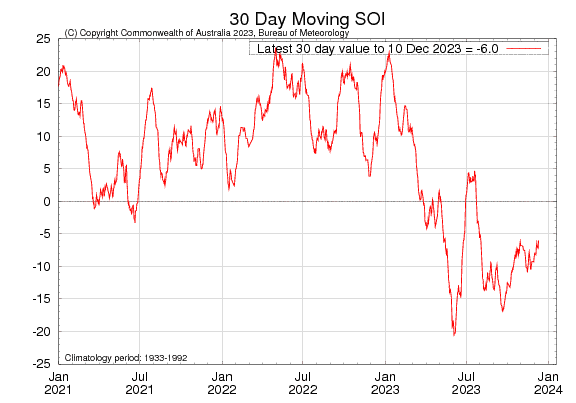 30 Day Moving SOI
(C) Copyright Commonwealth of Australia 2023, Bureau of Meteorology
Latest 30 day value to 10 Dec 2023 = -6.0
25
20
15
10
5
0
-5
-10
-15
-20
-25
Climatology period: 1933-1992
Jan Jul Jan Jul Jan Jul Jan
2021 2021 2022 2022 2023 2023 2024